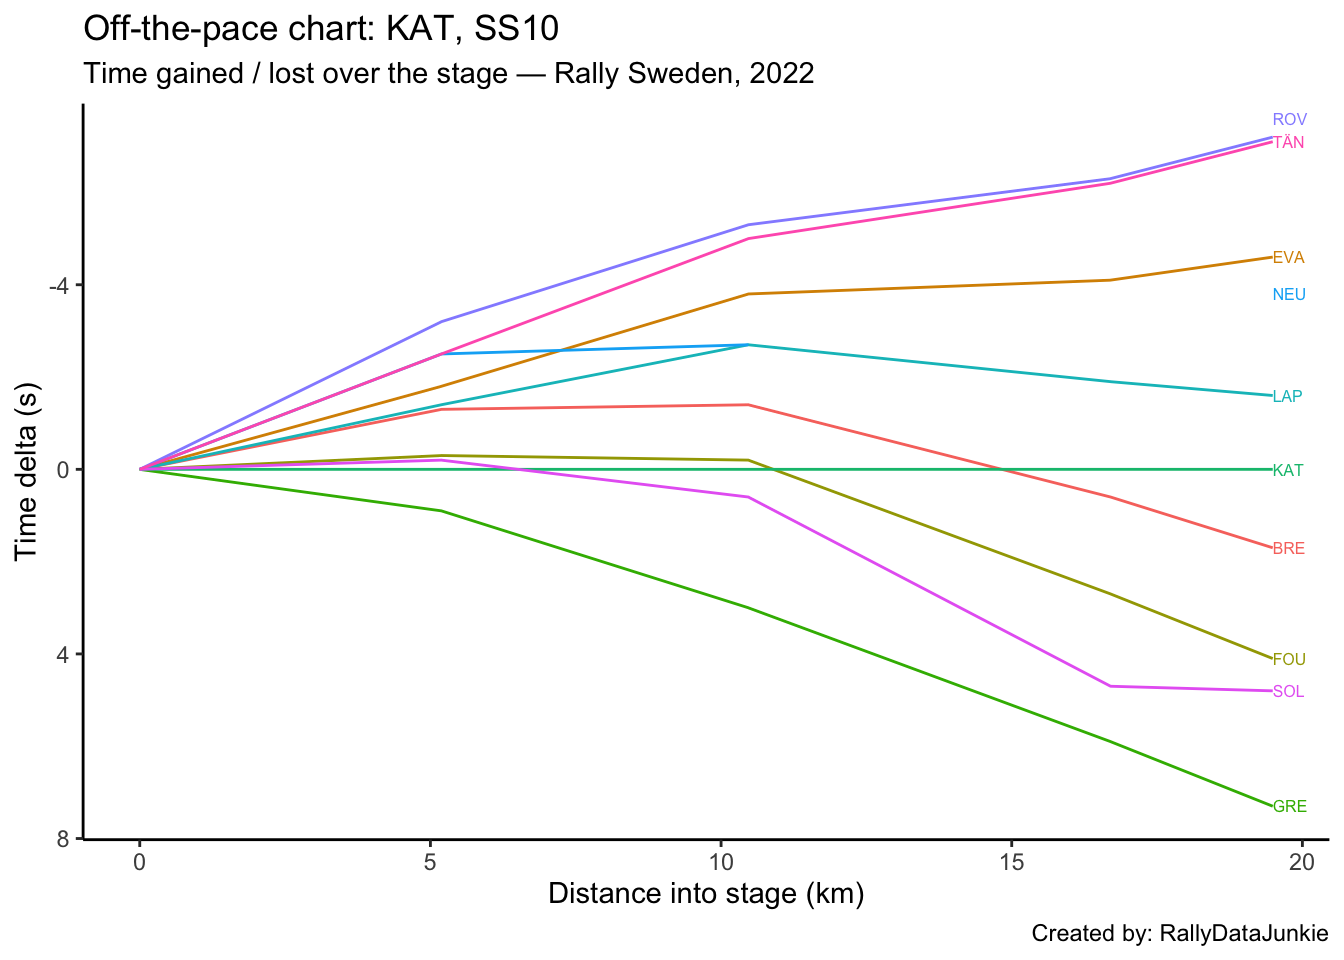 Off-the-pace chart: KAT, SS10
Time gained / lost over the stage — Rally Sweden, 2022
ROV
TÄN
EVA
NEU
LAP
KAT
BRE
FOU
SOL
GRE
-4
0
4
8
Time delta (s)
0 5 10 15 20
Distance into stage (km)
Created by: RallyDataJunkie